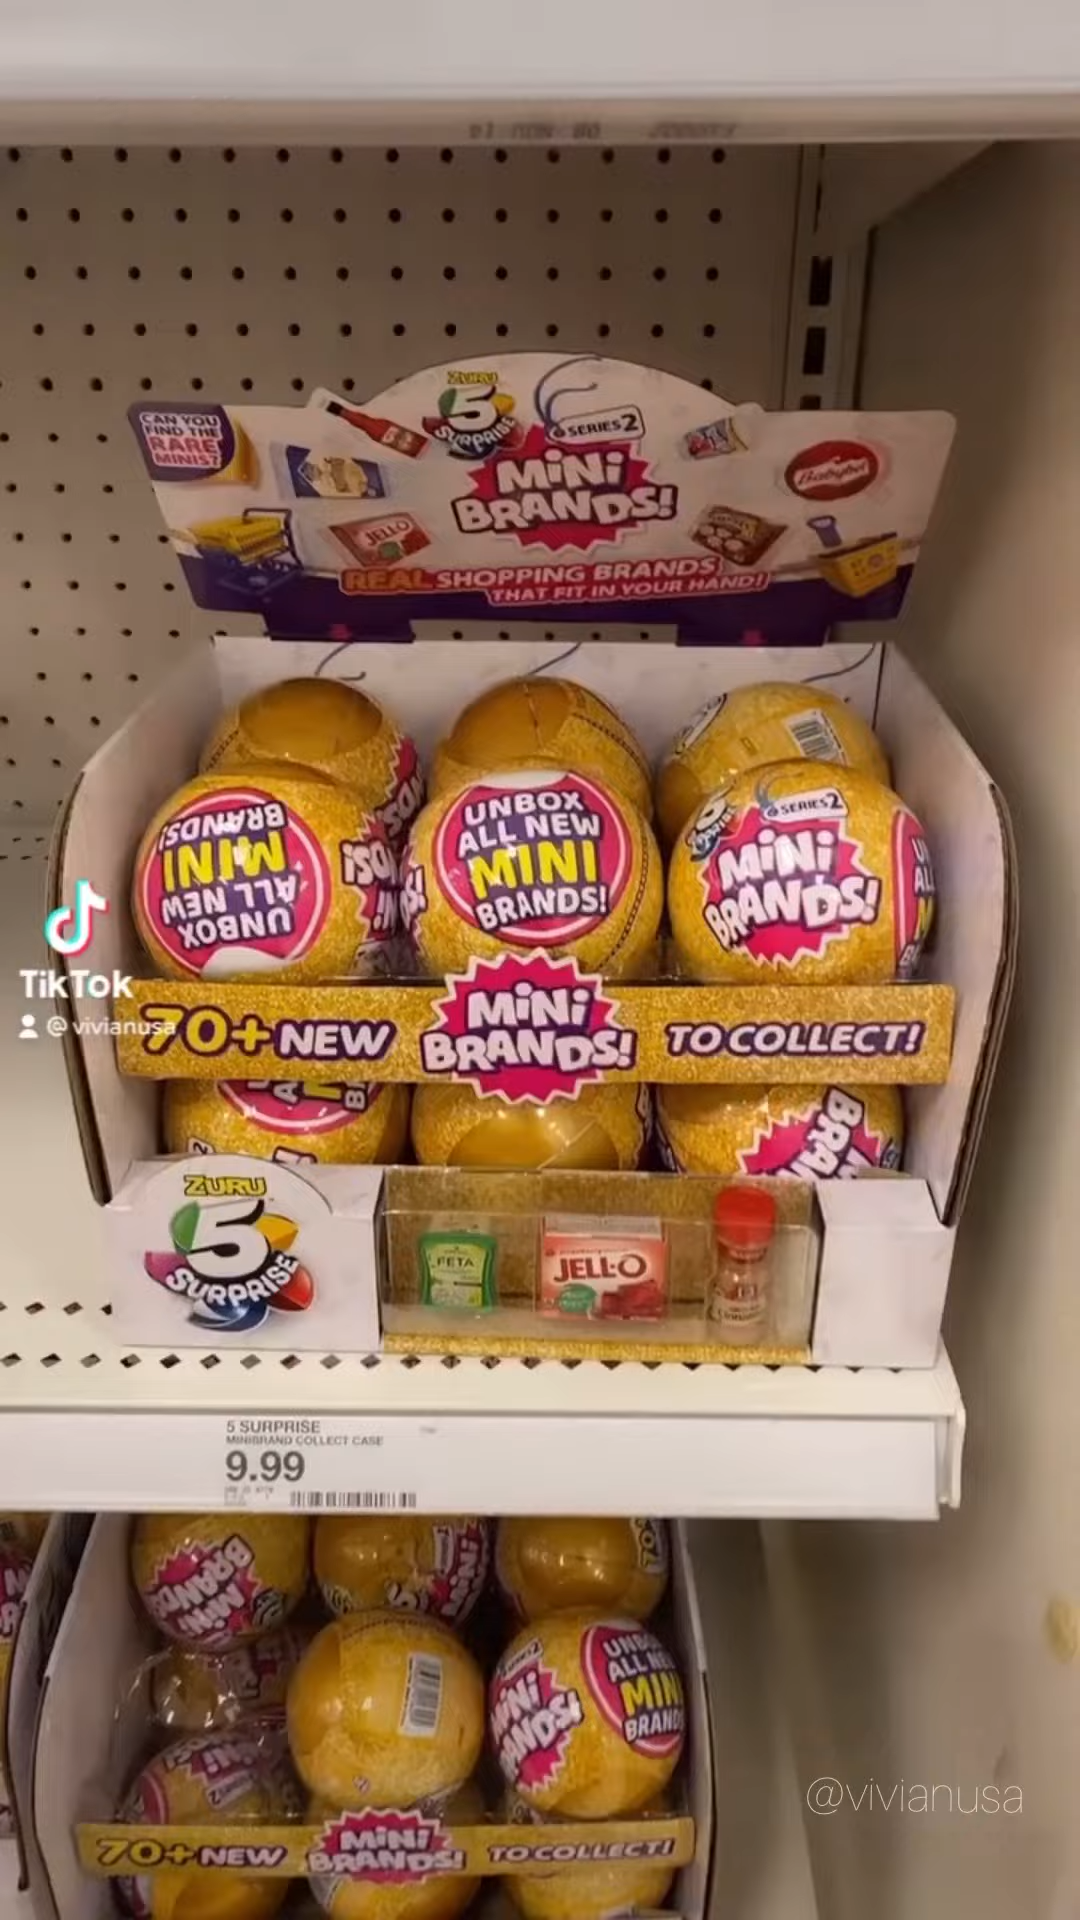 CAN YOU
FIND THE
RARE
MINIS?
ZURU
5
SURPRISE
SERIES 2
MINI
BRANDS!
Babybel
JELL-O
REAL SHOPPING BRANDS
THAT FIT IN YOUR HAND!
UNBOX
ALL NEW
MINI
BRANDS!
UNBOX
ALL NEW
MINI
BRANDS!
SERIES 2
MINI
BRANDS!
TikTok
@vivianusa
70+ NEW
MINI
BRANDS!
TO COLLECT!
ZURU
5
SURPRISE
FETA
JELL-O
5 SURPRISE
MINIBRAND COLLECT CASE
9.99
MINI
BRANDS
SERIES 2
MINI
BRANDS!
UNBOX
ALL NEW
MINI
BRANDS
@vivianusa
70+ NEW
MINI
BRANDS!
TO COLLECT!